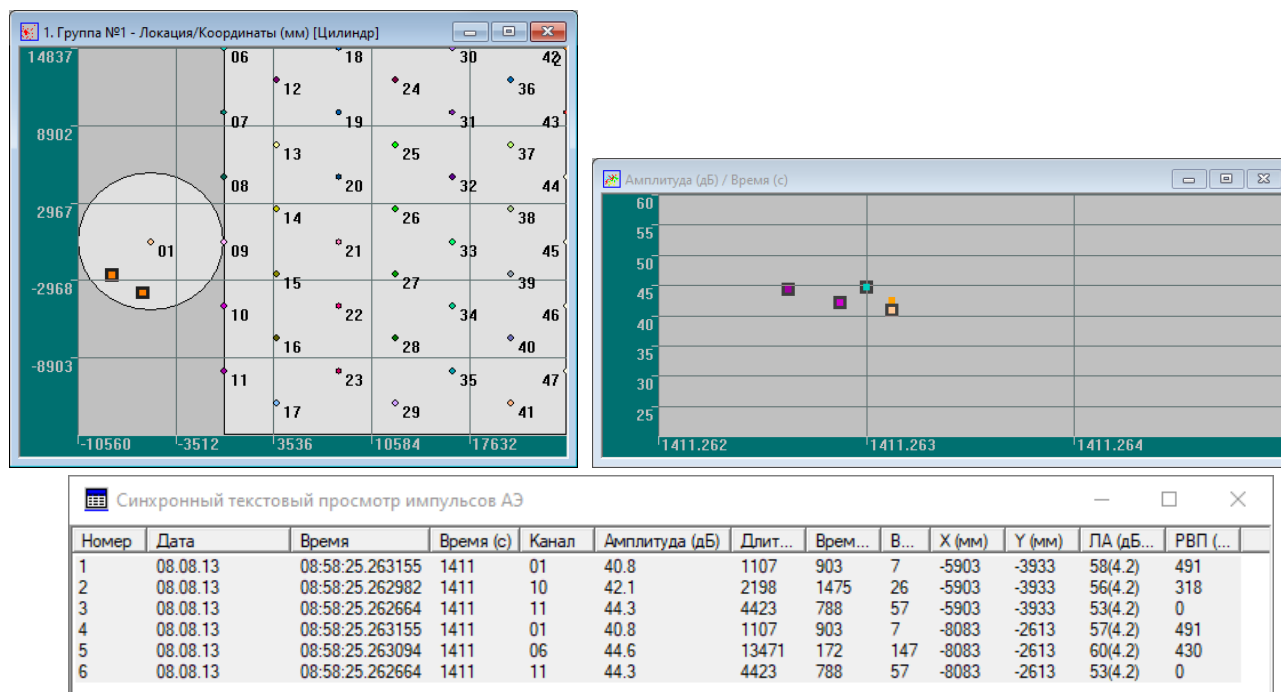 1. Группа №1 - Локация/Координаты (мм) [Цилиндр]
14837 06 18 30 42
12 24 36
07 19 31 43
8902
13 25 37
08 20 32 44
2967
14 26 38
01 09 21 33 45
-2968 15 27 39
10 22 34 46
16 28 40
-8903
11 23 35 47
17 29 41
-10560 -3512 3536 10584 17632
Амплитуда (дБ) / Время (с)
60
55
50
45
40
35
30
25
1411.262 1411.263 1411.264
Синхронный текстовый просмотр импульсов АЭ
Номер Дата Время Время (с) Канал Амплитуда (дБ) Длит... Врем... В... X (мм) Y (мм) ЛА (дБ... РВП (...
1 08.08.13 08:58:25.263155 1411 01 40.8 1107 903 7 -5903 -3933 58(4.2) 491
2 08.08.13 08:58:25.262982 1411 10 42.1 2198 1475 26 -5903 -3933 56(4.2) 318
3 08.08.13 08:58:25.262664 1411 11 44.3 4423 788 57 -5903 -3933 53(4.2) 0
4 08.08.13 08:58:25.263155 1411 01 40.8 1107 903 7 -8083 -2613 57(4.2) 491
5 08.08.13 08:58:25.263094 1411 06 44.6 13471 172 147 -8083 -2613 60(4.2) 430
6 08.08.13 08:58:25.262664 1411 11 44.3 4423 788 57 -8083 -2613 53(4.2) 0